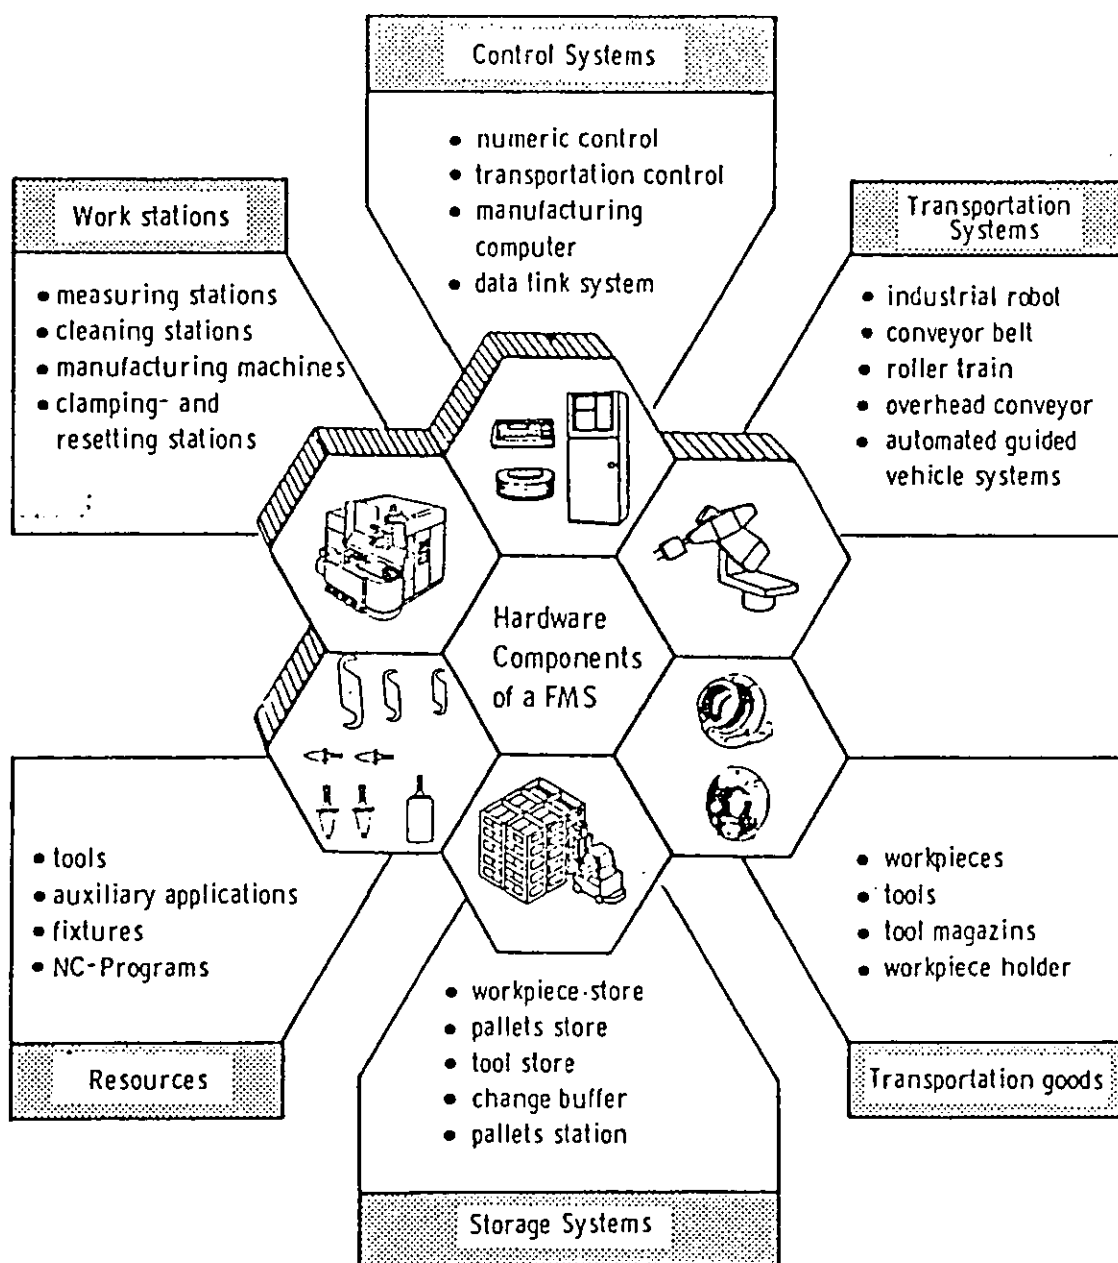 Control Systems
• numeric control
• transportation control
• manufacturing
computer
• data link system
Work stations
• measuring stations
• cleaning stations
• manufacturing machines
• clamping- and
resetting stations
Transportation
Systems
• industrial robot
• conveyor belt
• roller train
• overhead conveyor
• automated guided
vehicle systems
Hardware
Components
of a FMS
• tools
• auxiliary applications
• fixtures
• NC-Programs
Resources
• workpiece-store
• pallets store
• tool store
• change buffer
• pallets station
Storage Systems
• workpieces
• tools
• tool magazins
• workpiece holder
Transportation goods